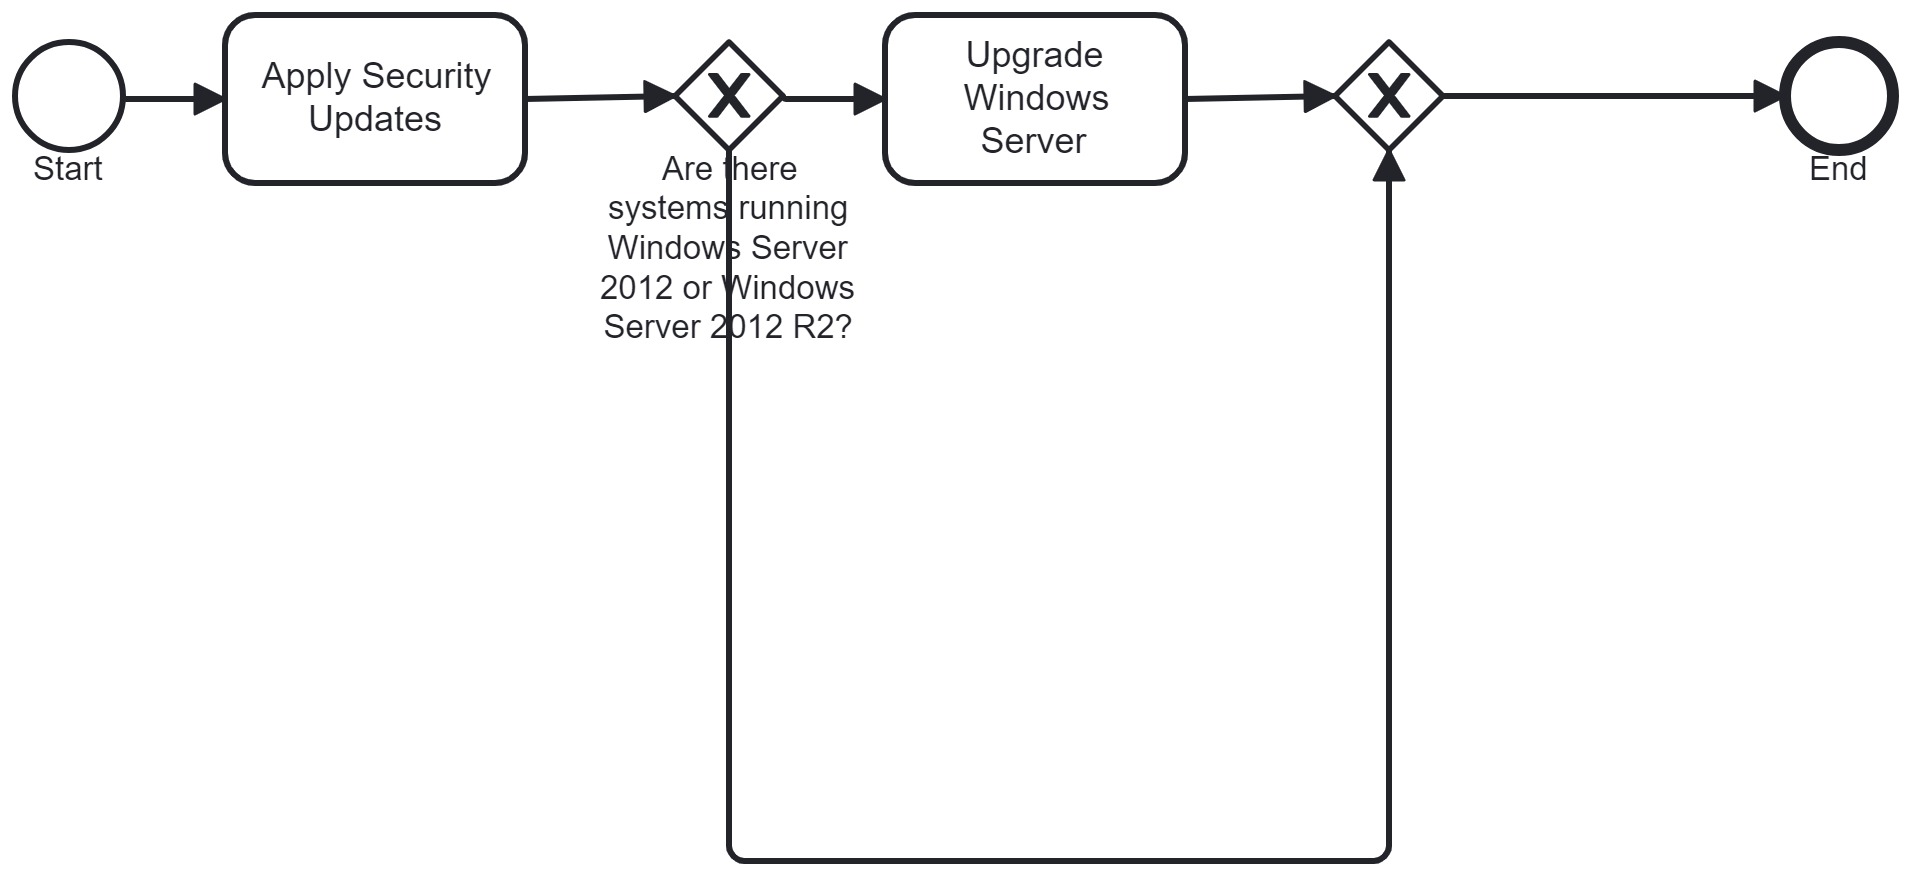 Start
Apply Security
Updates
X
Are there
systems running
Windows Server
2012 or Windows
Server 2012 R2?
Upgrade
Windows
Server
X
End